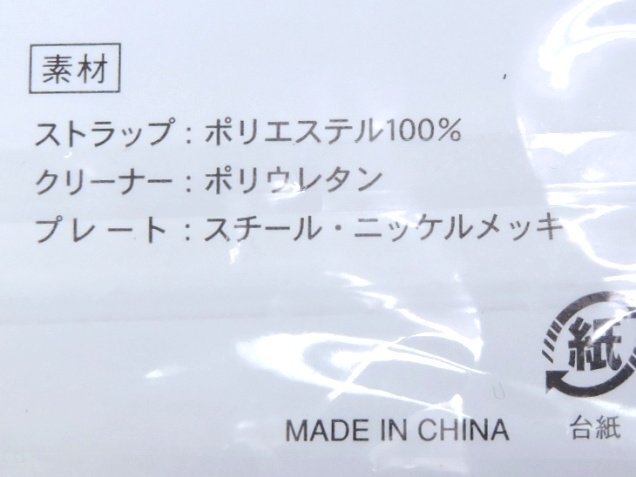 素材
ストラップ：ポリエステル100%
クリーナー：ポリウレタン
プレート：スチール・ニッケルメッキ
紙
MADE IN CHINA 台紙